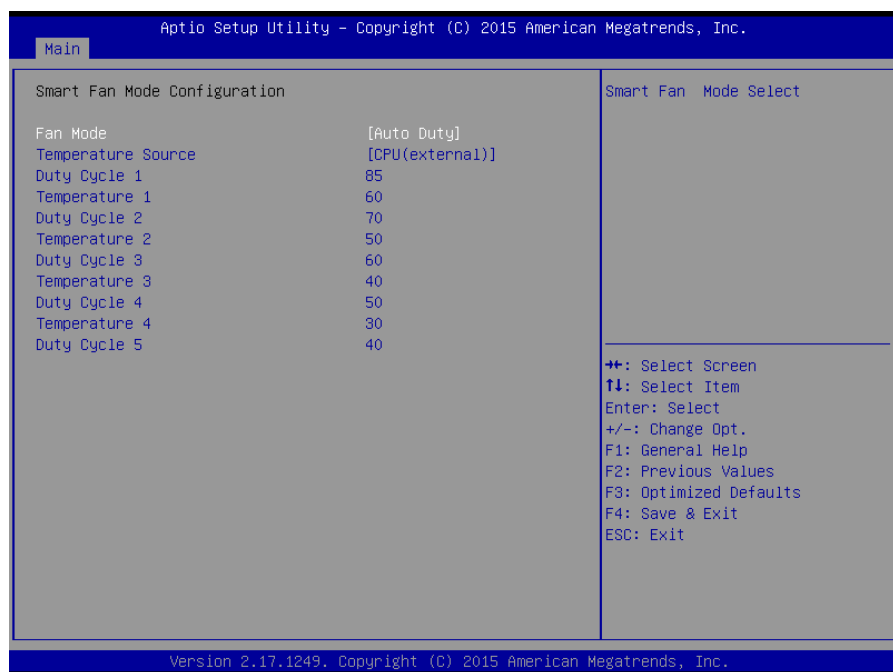 Aptio Setup Utility – Copyright (C) 2015 American Megatrends, Inc.
Main
Smart Fan Mode Configuration
Fan Mode [Auto Duty]
Temperature Source [CPU(external)]
Duty Cycle 1 85
Temperature 1 60
Duty Cycle 2 70
Temperature 2 50
Duty Cycle 3 60
Temperature 3 40
Duty Cycle 4 50
Temperature 4 30
Duty Cycle 5 40
Smart Fan Mode Select
→←: Select Screen
↑↓: Select Item
Enter: Select
+/-: Change Opt.
F1: General Help
F2: Previous Values
F3: Optimized Defaults
F4: Save & Exit
ESC: Exit
Version 2.17.1249. Copyright (C) 2015 American Megatrends, Inc.